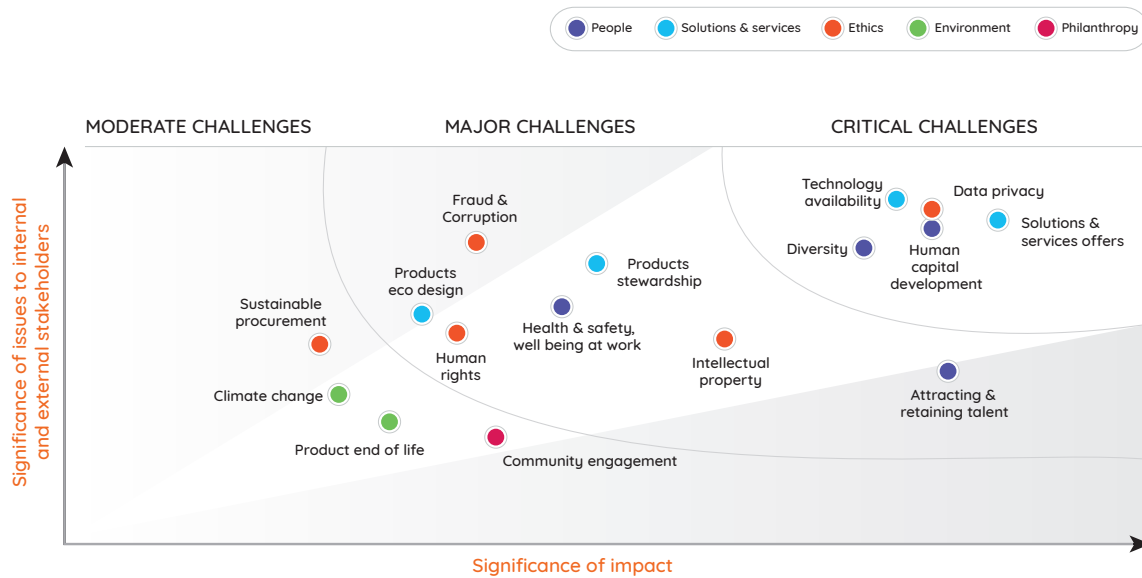 People
Solutions & services
Ethics
Environment
Philanthropy
MODERATE CHALLENGES
MAJOR CHALLENGES
CRITICAL CHALLENGES
Significance of issues to internal
and external stakeholders
Technology
availability
Data privacy
Solutions &
services offers
Diversity
Human
capital
development
Fraud &
Corruption
Products
eco design
Products
stewardship
Sustainable
procurement
Health & safety,
well being at work
Human
rights
Intellectual
property
Climate change
Attracting &
retaining talent
Product end of life
Community engagement
Significance of impact